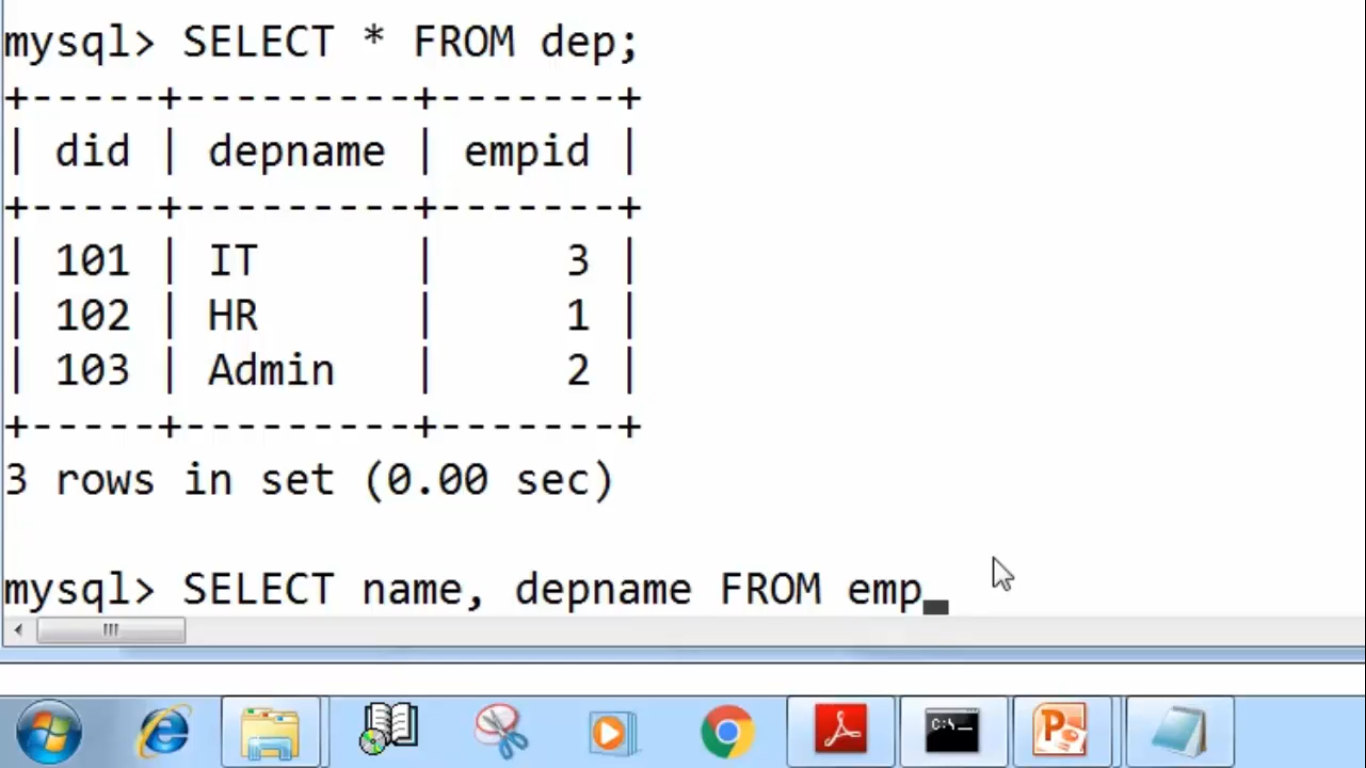 mysql> SELECT * FROM dep;
+-----+---------+-------+
| did | depname | empid |
+-----+---------+-------+
| 101 | IT      |     3 |
| 102 | HR      |     1 |
| 103 | Admin   |     2 |
+-----+---------+-------+
3 rows in set (0.00 sec)
mysql> SELECT name, depname FROM emp_
C:\